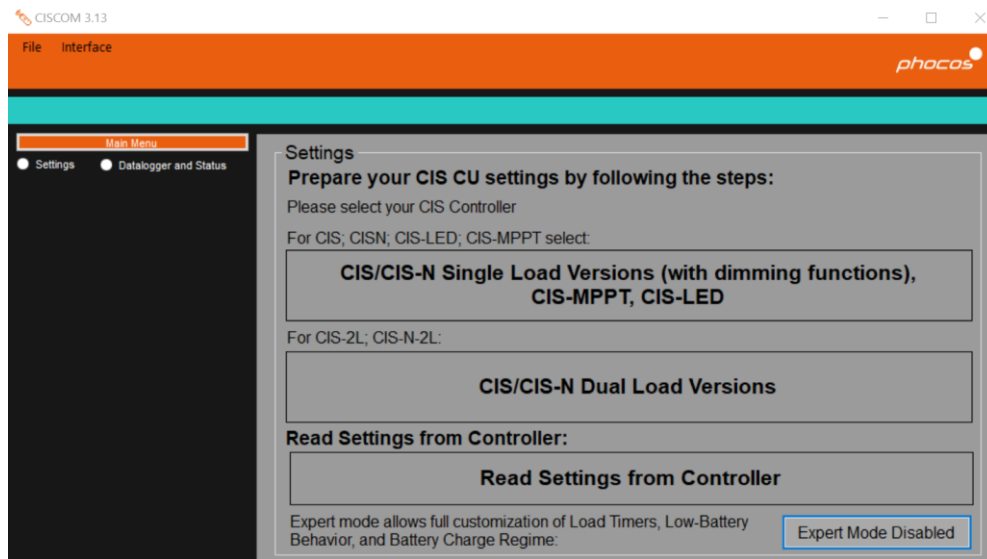 CISCOM 3.13
File Interface
phocos
Main Menu
Settings Datalogger and Status
Settings
Prepare your CIS CU settings by following the steps:
Please select your CIS Controller
For CIS; CISN; CIS-LED; CIS-MPPT select:
CIS/CIS-N Single Load Versions (with dimming functions),
CIS-MPPT, CIS-LED
For CIS-2L; CIS-N-2L:
CIS/CIS-N Dual Load Versions
Read Settings from Controller:
Read Settings from Controller
Expert mode allows full customization of Load Timers, Low-Battery
Behavior, and Battery Charge Regime:
Expert Mode Disabled